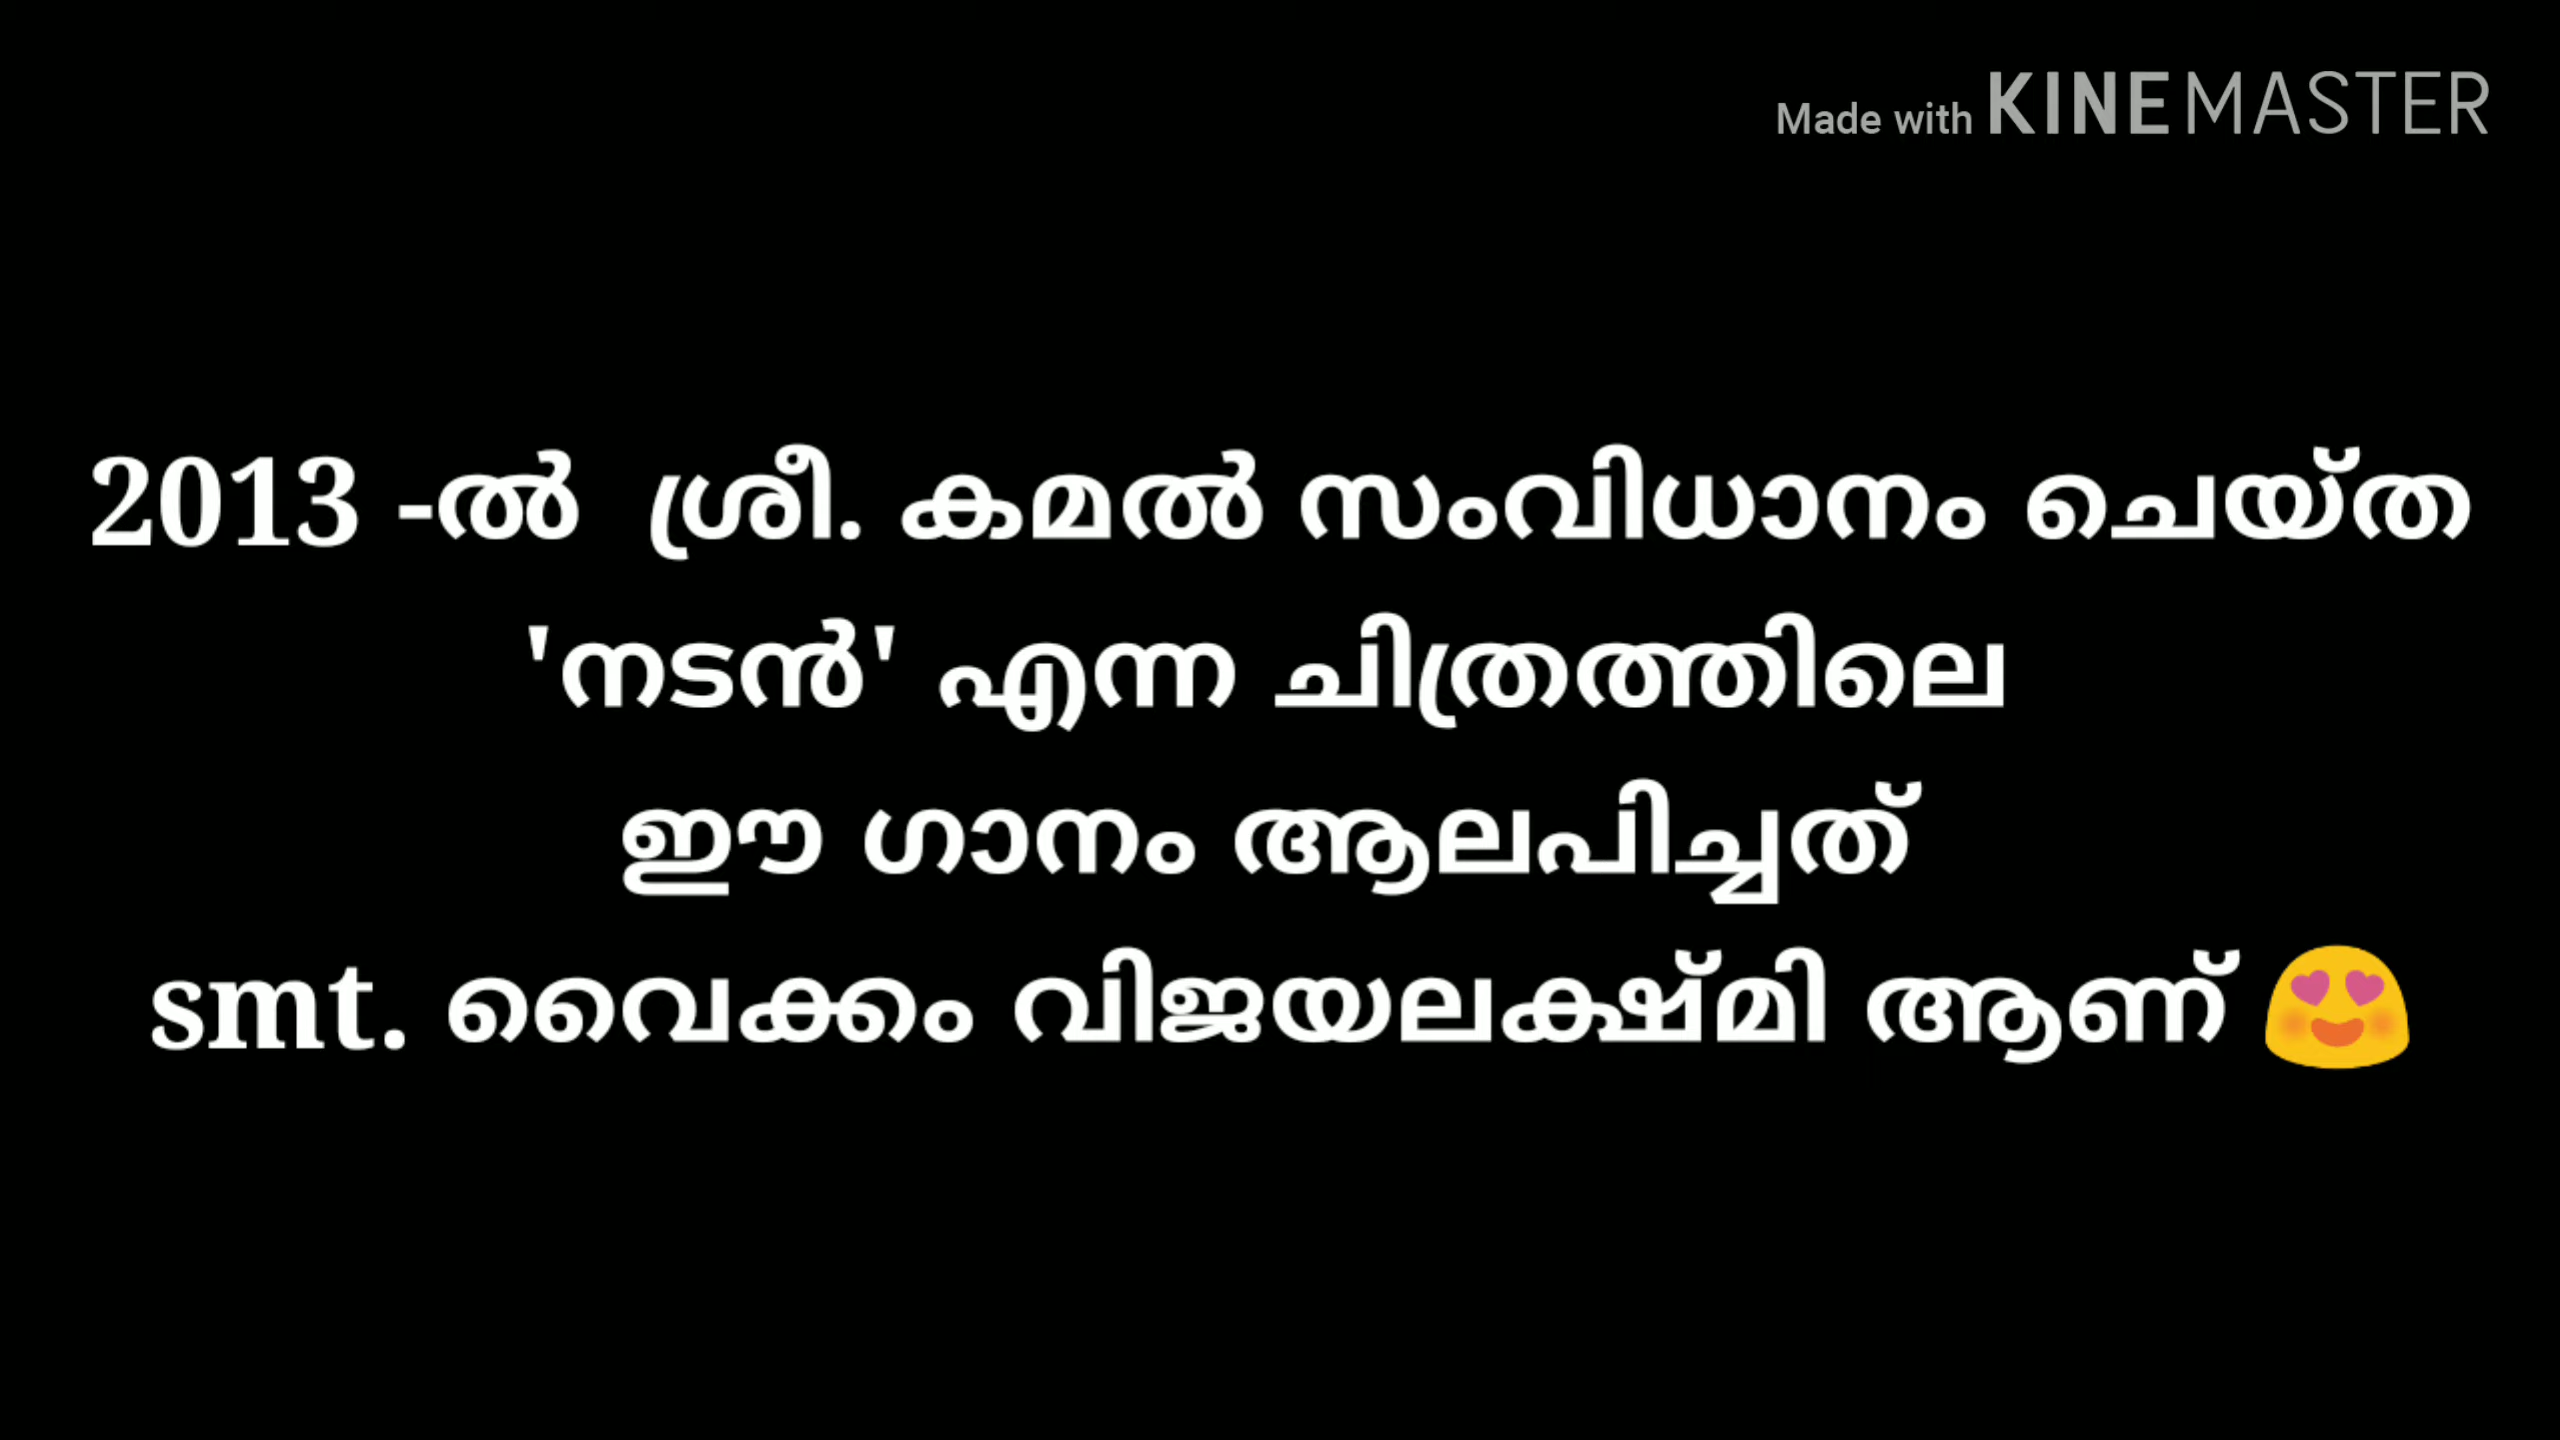 Made with KINEMASTER
2013 -ൽ ശ്രീ. കമൽ സംവിധാനം ചെയ്ത
'നടൻ' എന്ന ചിത്രത്തിലെ
ഈ ഗാനം ആലപിച്ചത്
smt. വൈക്കം വിജയലക്ഷ്മി ആണ് 😍